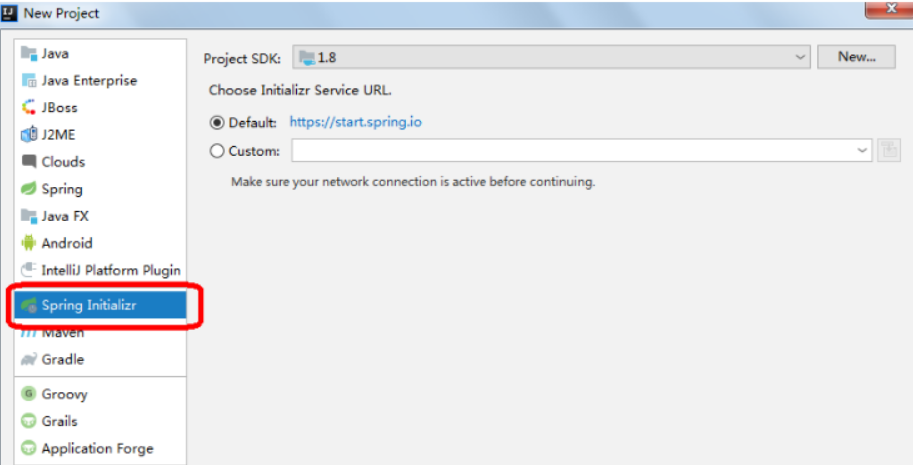 New Project
Java
Java Enterprise
JBoss
J2ME
Clouds
Spring
Java FX
Android
IntelliJ Platform Plugin
Spring Initializr
Maven
Gradle
Groovy
Grails
Application Forge
Project SDK: 1.8 New...
Choose Initializr Service URL.
Default: https://start.spring.io
Custom:
Make sure your network connection is active before continuing.